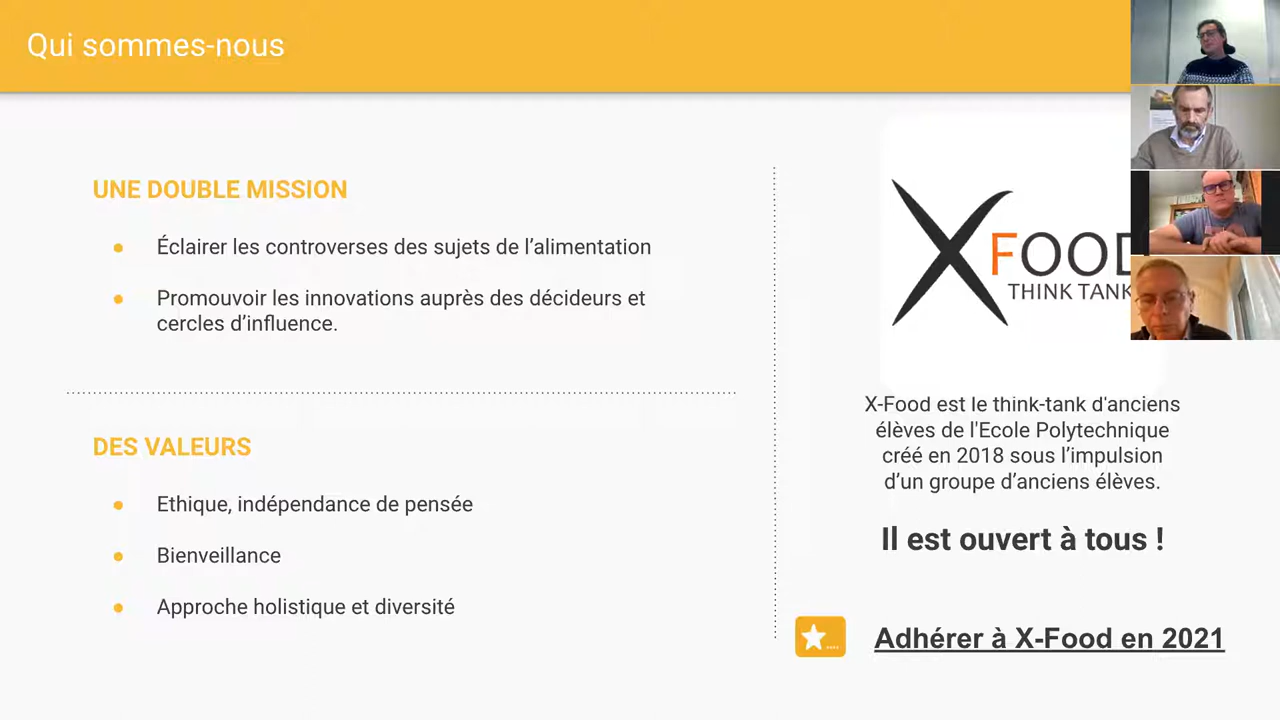 Qui sommes-nous
UNE DOUBLE MISSION
Éclairer les controverses des sujets de l’alimentation
Promouvoir les innovations auprès des décideurs et
cercles d’influence.
DES VALEURS
Ethique, indépendance de pensée
Bienveillance
Approche holistique et diversité
XFOOD
THINK TANK
X-Food est le think-tank d'anciens
élèves de l'Ecole Polytechnique
créé en 2018 sous l’impulsion
d’un groupe d’anciens élèves.
Il est ouvert à tous !
Adhérer à X-Food en 2021